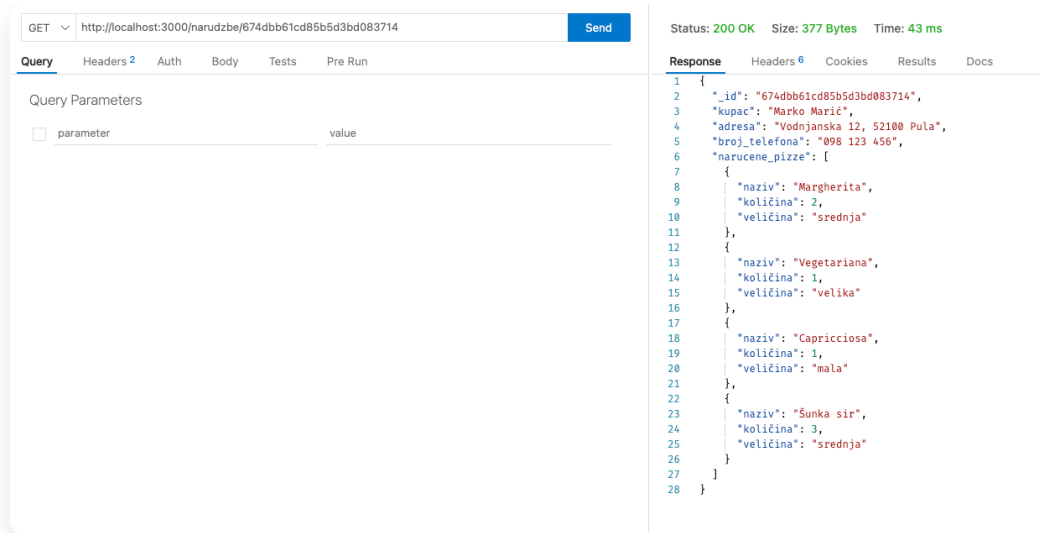 GET http://localhost:3000/narudzbe/674dbb61cd85b5d3bd083714 Send
Query Headers 2 Auth Body Tests Pre Run
Query Parameters
parameter value
Status: 200 OK Size: 377 Bytes Time: 43 ms
Response Headers 6 Cookies Results Docs
1 {
2 "_id": "674dbb61cd85b5d3bd083714",
3 "kupac": "Marko Marić",
4 "adresa": "Vodnjanska 12, 52100 Pula",
5 "broj_telefona": "098 123 456",
6 "narucene_pizze": [
7 {
8 "naziv": "Margherita",
9 "količina": 2,
10 "veličina": "srednja"
11 },
12 {
13 "naziv": "Vegetariana",
14 "količina": 1,
15 "veličina": "velika"
16 },
17 {
18 "naziv": "Capricciosa",
19 "količina": 1,
20 "veličina": "mala"
21 },
22 {
23 "naziv": "Šunka sir",
24 "količina": 3,
25 "veličina": "srednja"
26 }
27 ]
28 }